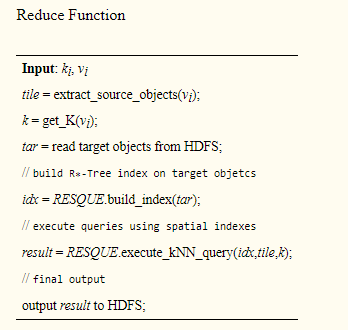 Reduce Function
Input: ki, vi
tile = extract_source_objects(vi);
k = get_K(vi);
tar = read target objects from HDFS;
// build R*-Tree index on target objetcs
idx = RESQUE.build_index(tar);
// execute queries using spatial indexes
result = RESQUE.execute_kNN_query(idx,tile,k);
// final output
output result to HDFS;